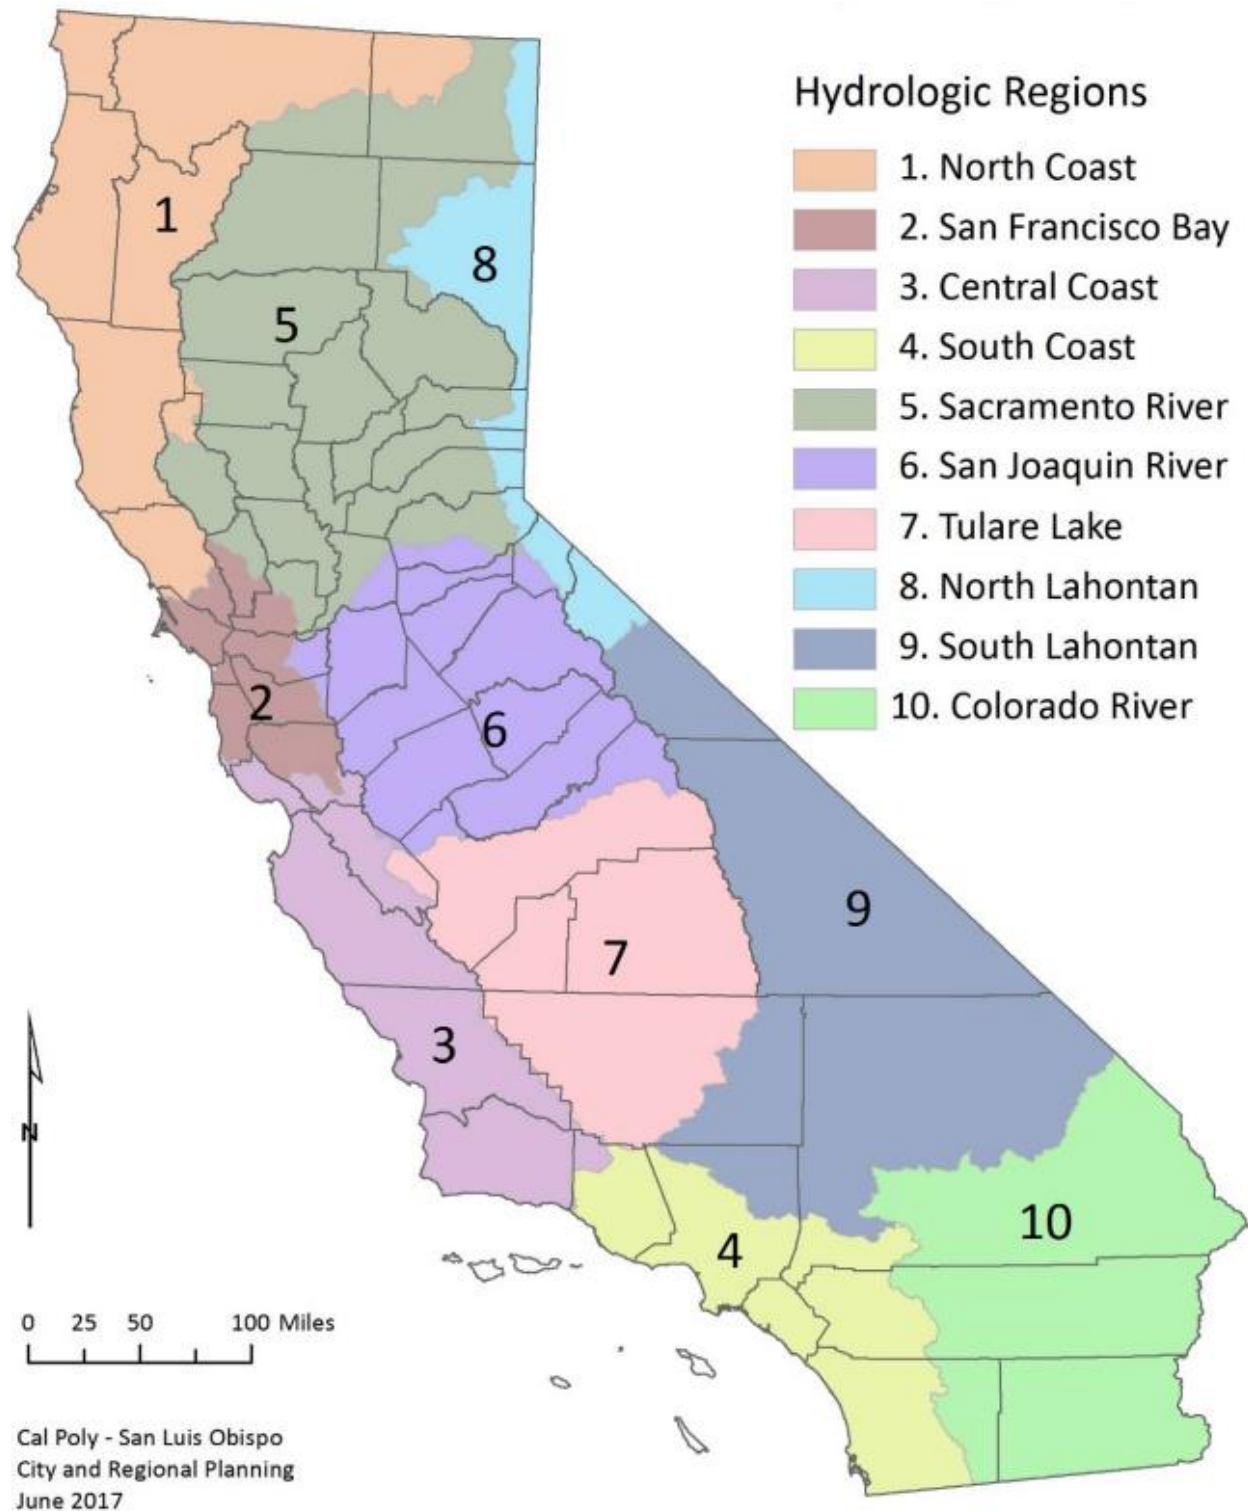 Hydrologic Regions
1. North Coast
2. San Francisco Bay
3. Central Coast
4. South Coast
5. Sacramento River
6. San Joaquin River
7. Tulare Lake
8. North Lahontan
9. South Lahontan
10. Colorado River
1
8
5
2
6
9
7
3
10
4
N
0 25 50 100 Miles
Cal Poly - San Luis Obispo
City and Regional Planning
June 2017